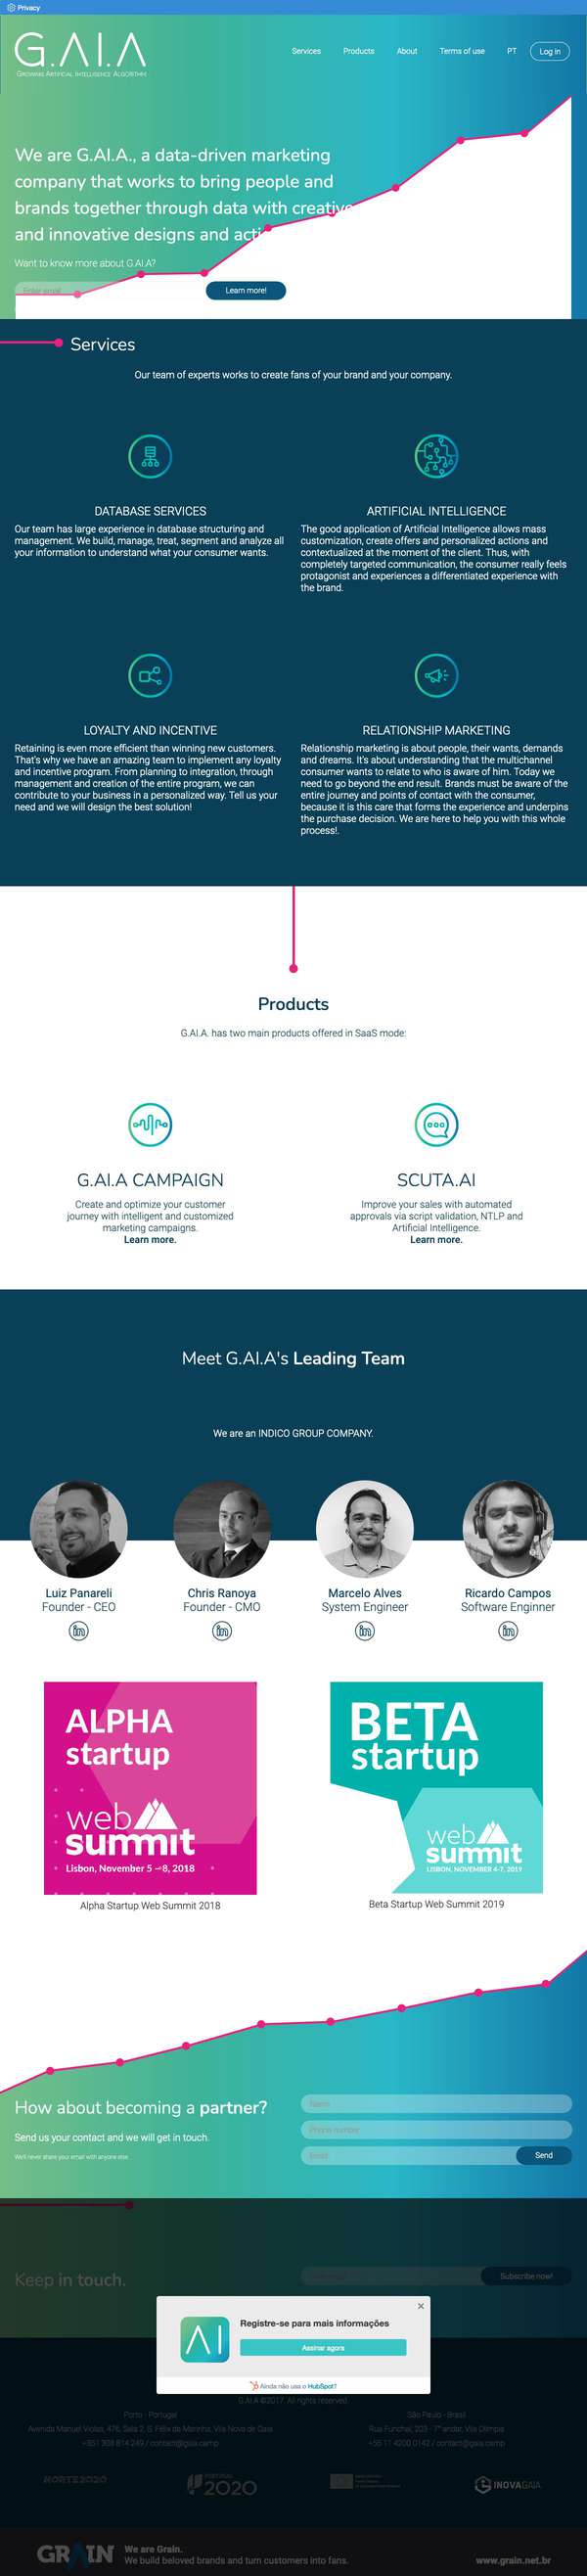 Privacy
G.AI.A
Growing Artificial Intelligence Algorithm
Services Products About Terms of use PT Log in
We are G.AI.A., a data-driven marketing
company that works to bring people and
brands together through data with creative
and innovative designs and acti
Want to know more about G.AI.A?
Enter email
Learn more!
Services
Our team of experts works to create fans of your brand and your company.
DATABASE SERVICES
Our team has large experience in database structuring and
management. We build, manage, treat, segment and analyze all
your information to understand what your consumer wants.
ARTIFICIAL INTELLIGENCE
The good application of Artificial Intelligence allows mass
customization, create offers and personalized actions and
contextualized at the moment of the client. Thus, with
completely targeted communication, the consumer really feels
protagonist and experiences a differentiated experience with
the brand.
LOYALTY AND INCENTIVE
Retaining is even more efficient than winning new customers.
That's why we have an amazing team to implement any loyalty
and incentive program. From planning to integration, through
management and creation of the entire program, we can
contribute to your business in a personalized way. Tell us your
need and we will design the best solution!
RELATIONSHIP MARKETING
Relationship marketing is about people, their wants, demands
and dreams. It's about understanding that the multichannel
consumer wants to relate to who is aware of him. Today we
need to go beyond the end result. Brands must be aware of the
entire journey and points of contact with the consumer,
because it is this care that forms the experience and underpins
the purchase decision. We are here to help you with this whole
process!.
Products
G.AI.A. has two main products offered in SaaS mode:
G.AI.A CAMPAIGN
Create and optimize your customer
journey with intelligent and customized
marketing campaigns.
Learn more.
SCUTA.AI
Improve your sales with automated
approvals via script validation, NTLP and
Artificial Intelligence.
Learn more.
Meet G.AI.A's Leading Team
We are an INDICO GROUP COMPANY.
Luiz Panareli
Founder - CEO
in
Chris Ranoya
Founder - CMO
in
Marcelo Alves
System Engineer
in
Ricardo Campos
Software Enginner
in
ALPHA
startup
web
summit
Lisbon, November 5 - 8, 2018
Alpha Startup Web Summit 2018
BETA
startup
web
summit
LISBON, NOVEMBER 4-7, 2019
Beta Startup Web Summit 2019
How about becoming a partner?
Send us your contact and we will get in touch.
We'll never share your email with anyone else.
Name
Phone number
Email
Send
Keep in touch.
Subscribe now!
×
Registre-se para mais informações
Assinar agora
Ainda não usa o HubSpot?
G.AI.A ©2017. All rights reserved.
Porto - Portugal
Avenida Manuel Violas, 476, Sala 2, S. Félix da Marinha, Vila Nova de Gaia
+351 308 814 249 / contact@gaia.camp
São Paulo - Brasil
Rua Funchal, 203 - 7º andar, Vila Olímpia
+55 11 4200 0142 / contact@gaia.camp
NORTE2020
PORTUGAL
2020
INOVAGAIA
GRAIN
We are Grain.
We build beloved brands and turn customers into fans.
www.grain.net.br